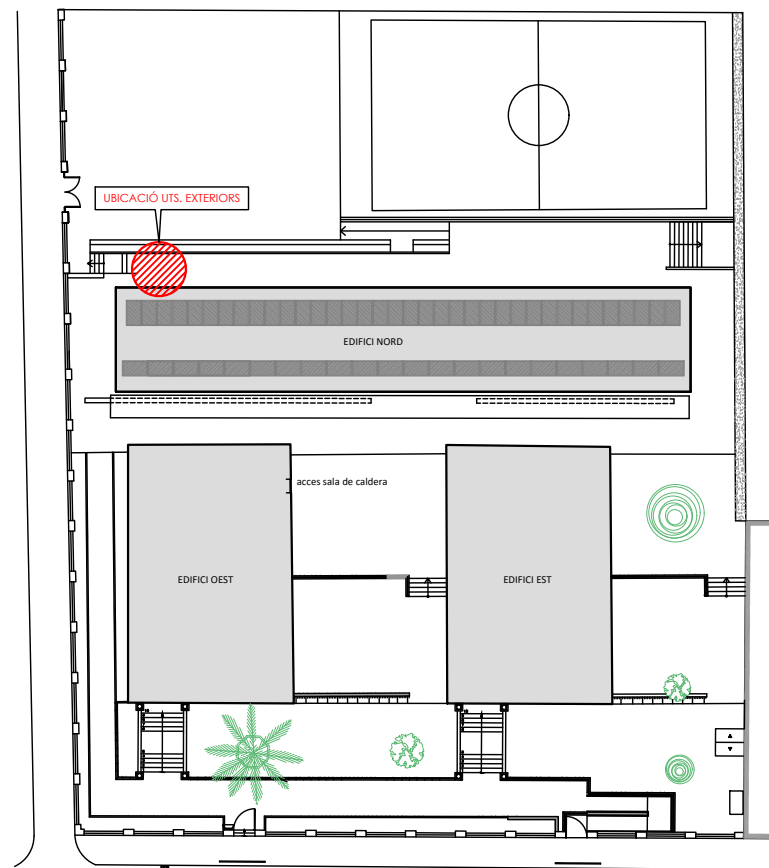 UBICACIÓ UTS. EXTERIORS
EDIFICI NORD
acces sala de caldera
EDIFICI OEST
EDIFICI EST